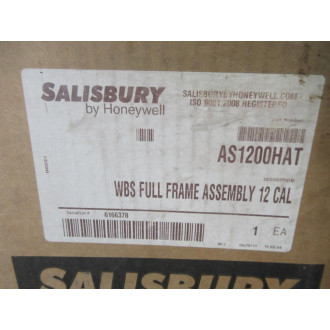 SALISBURY
by Honeywell
SALISBURYBYHONEYWELL.COM
ISO 9001:2008 REGISTERED
AS1200HAT
WBS FULL FRAME ASSEMBLY 12 CAL
6166378
1 EA
SALISBURY